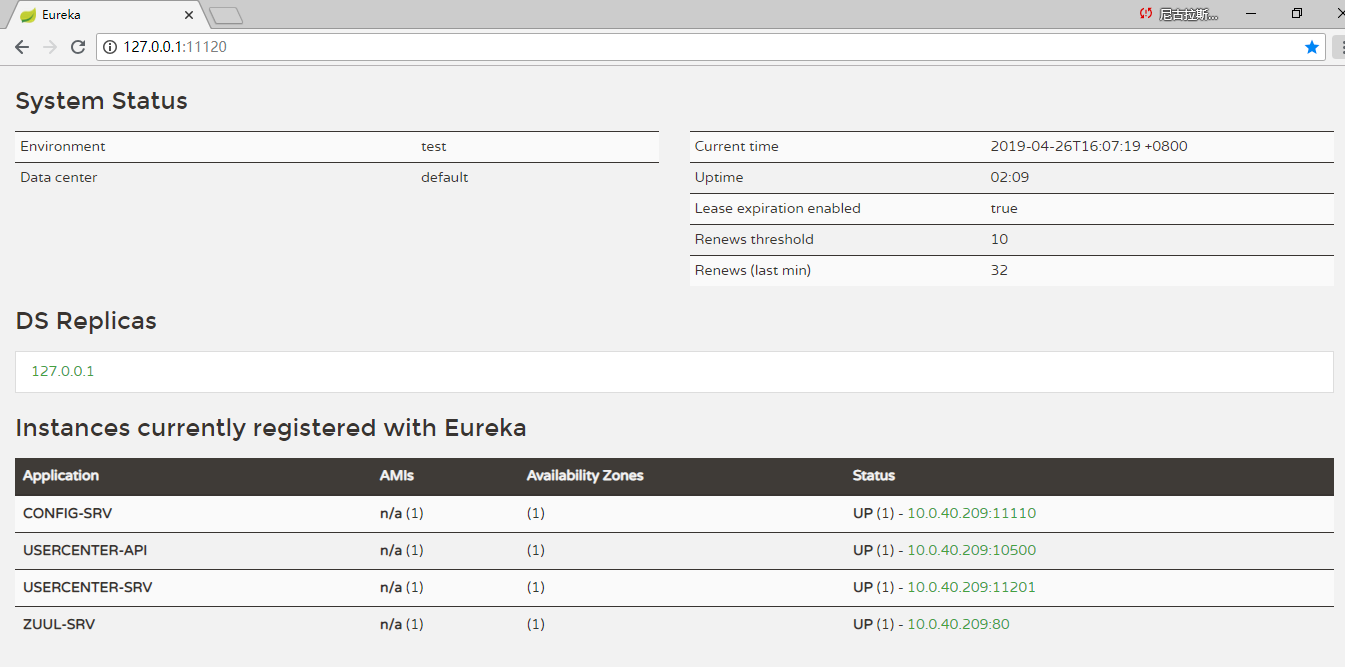 Eureka
尼古拉斯...
127.0.0.1:11120
System Status
Environment test
Data center default
Current time 2019-04-26T16:07:19 +0800
Uptime 02:09
Lease expiration enabled true
Renews threshold 10
Renews (last min) 32
DS Replicas
127.0.0.1
Instances currently registered with Eureka
Application AMIs Availability Zones Status
CONFIG-SRV n/a (1) (1) UP (1) - 10.0.40.209:11110
USERCENTER-API n/a (1) (1) UP (1) - 10.0.40.209:10500
USERCENTER-SRV n/a (1) (1) UP (1) - 10.0.40.209:11201
ZUUL-SRV n/a (1) (1) UP (1) - 10.0.40.209:80